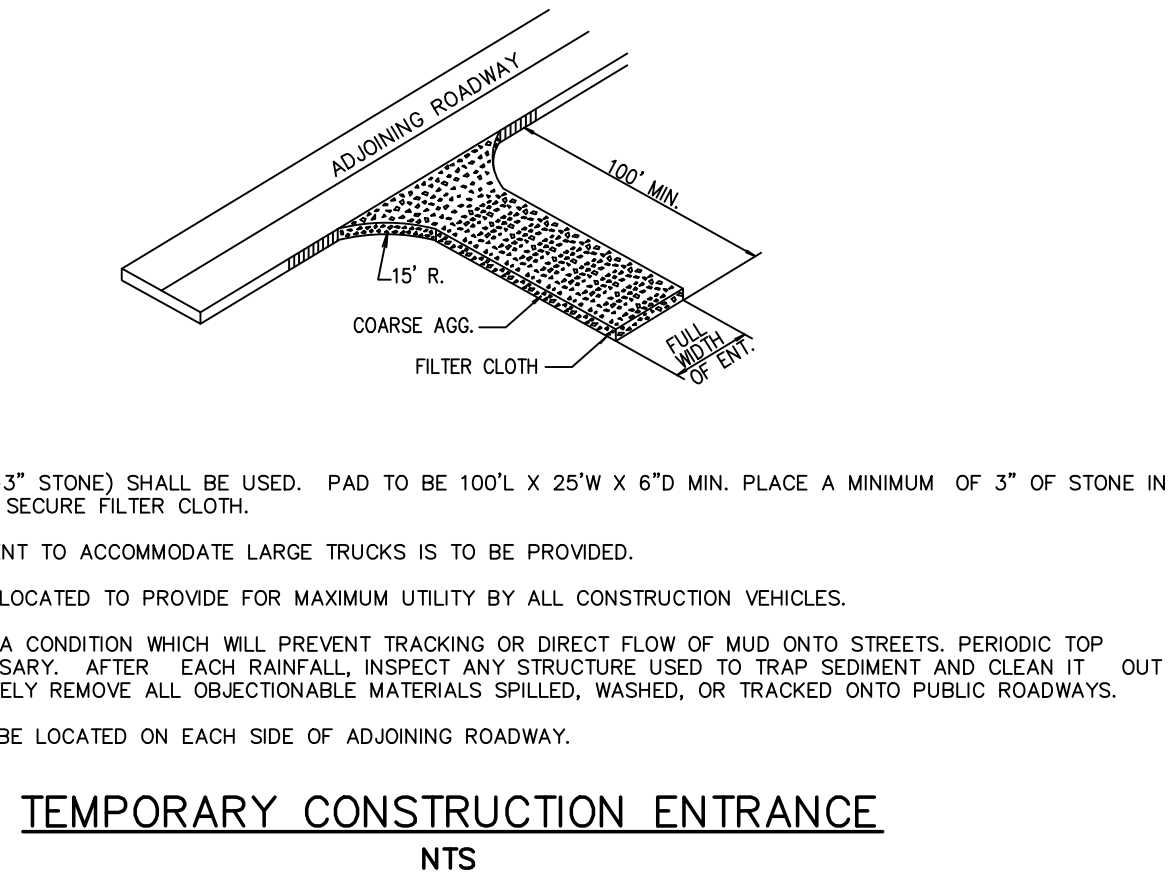 ADJOINING ROADWAY
100' MIN.
15' R.
COARSE AGG.
FILTER CLOTH
FULL
WIDTH
OF ENT.
3" STONE) SHALL BE USED. PAD TO BE 100'L X 25'W X 6"D MIN. PLACE A MINIMUM OF 3" OF STONE IN
SECURE FILTER CLOTH.
TO ACCOMMODATE LARGE TRUCKS IS TO BE PROVIDED.
LOCATED TO PROVIDE FOR MAXIMUM UTILITY BY ALL CONSTRUCTION VEHICLES.
A CONDITION WHICH WILL PREVENT TRACKING OR DIRECT FLOW OF MUD ONTO STREETS. PERIODIC TOP
SARY. AFTER EACH RAINFALL, INSPECT ANY STRUCTURE USED TO TRAP SEDIMENT AND CLEAN IT OUT
ELY REMOVE ALL OBJECTIONABLE MATERIALS SPILLED, WASHED, OR TRACKED ONTO PUBLIC ROADWAYS.
BE LOCATED ON EACH SIDE OF ADJOINING ROADWAY.
TEMPORARY CONSTRUCTION ENTRANCE
NTS